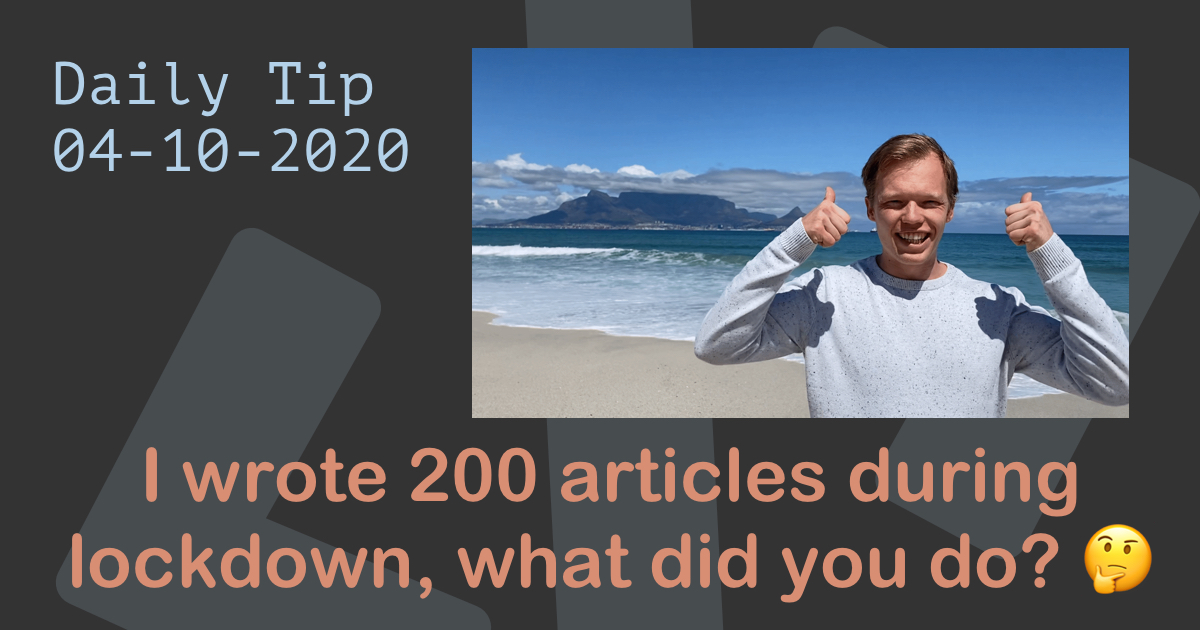 Daily Tip
04-10-2020
I wrote 200 articles during
lockdown, what did you do? 🤔